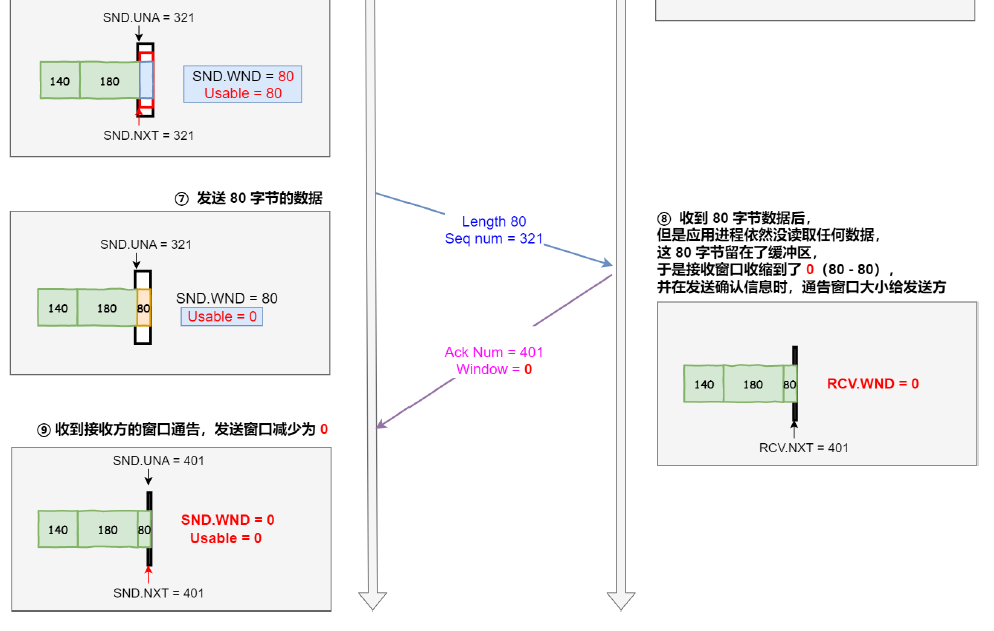 SND.UNA = 321
140
180
SND.WND = 80
Usable = 80
SND.NXT = 321
⑦ 发送 80 字节的数据
SND.UNA = 321
140
180
80
SND.WND = 80
Usable = 0
Length 80
Seq num = 321
⑧ 收到 80 字节数据后，
但是应用进程依然没读取任何数据，
这 80 字节留在了缓冲区，
于是接收窗口收缩到了 0（80 - 80），
并在发送确认信息时，通告窗口大小给发送方
140
180
80
RCV.WND = 0
RCV.NXT = 401
Ack Num = 401
Window = 0
⑨ 收到接收方的窗口通告，发送窗口减少为 0
SND.UNA = 401
140
180
80
SND.WND = 0
Usable = 0
SND.NXT = 401